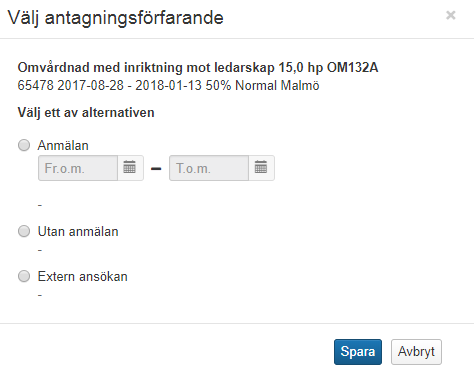 Välj antagningsförfarande
×
Omvårdnad med inriktning mot ledarskap 15,0 hp OM132A
65478 2017-08-28 - 2018-01-13 50% Normal Malmö
Välj ett av alternativen
Anmälan
Fr.o.m. – T.o.m.
-
Utan anmälan
-
Extern ansökan
-
Spara Avbryt